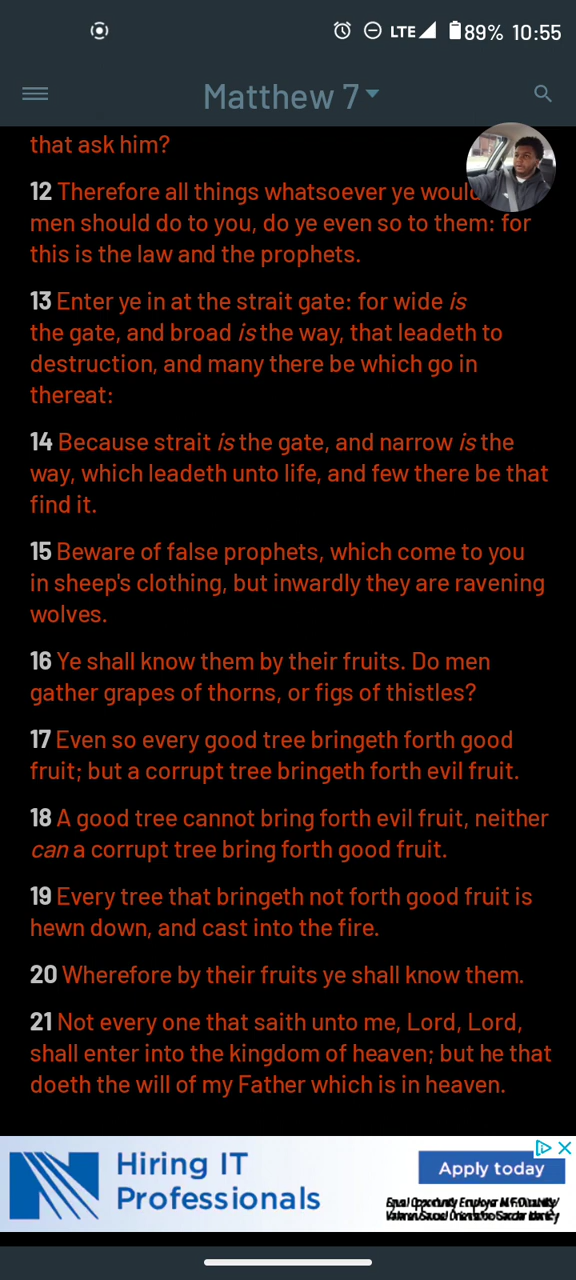 LTE 89% 10:55
Matthew 7
that ask him?
12 Therefore all things whatsoever ye would
men should do to you, do ye even so to them: for
this is the law and the prophets.
13 Enter ye in at the strait gate: for wide is
the gate, and broad is the way, that leadeth to
destruction, and many there be which go in
thereat:
14 Because strait is the gate, and narrow is the
way, which leadeth unto life, and few there be that
find it.
15 Beware of false prophets, which come to you
in sheep's clothing, but inwardly they are ravening
wolves.
16 Ye shall know them by their fruits. Do men
gather grapes of thorns, or figs of thistles?
17 Even so every good tree bringeth forth good
fruit; but a corrupt tree bringeth forth evil fruit.
18 A good tree cannot bring forth evil fruit, neither
can a corrupt tree bring forth good fruit.
19 Every tree that bringeth not forth good fruit is
hewn down, and cast into the fire.
20 Wherefore by their fruits ye shall know them.
21 Not every one that saith unto me, Lord, Lord,
shall enter into the kingdom of heaven; but he that
doeth the will of my Father which is in heaven.
Hiring IT
Professionals
Apply today
Equal Opportunity Employer